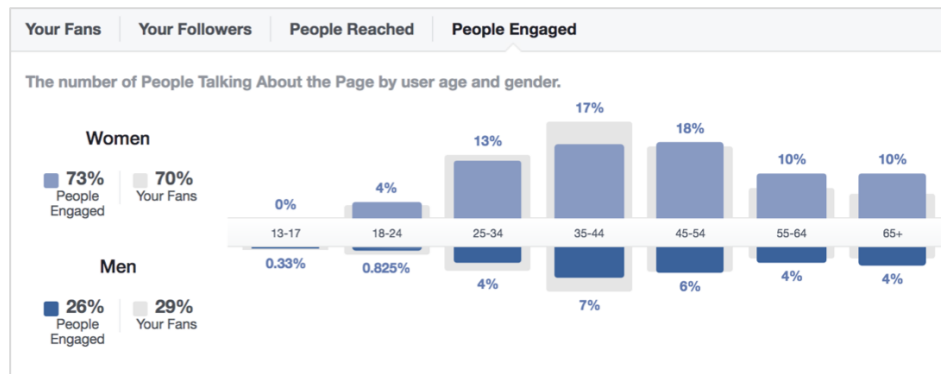 Your Fans Your Followers People Reached People Engaged
The number of People Talking About the Page by user age and gender.
Women
73% People Engaged
70% Your Fans
0% 4% 13% 17% 18% 10% 10%
13-17 18-24 25-34 35-44 45-54 55-64 65+
0.33% 0.825% 4% 7% 6% 4% 4%
Men
26% People Engaged
29% Your Fans